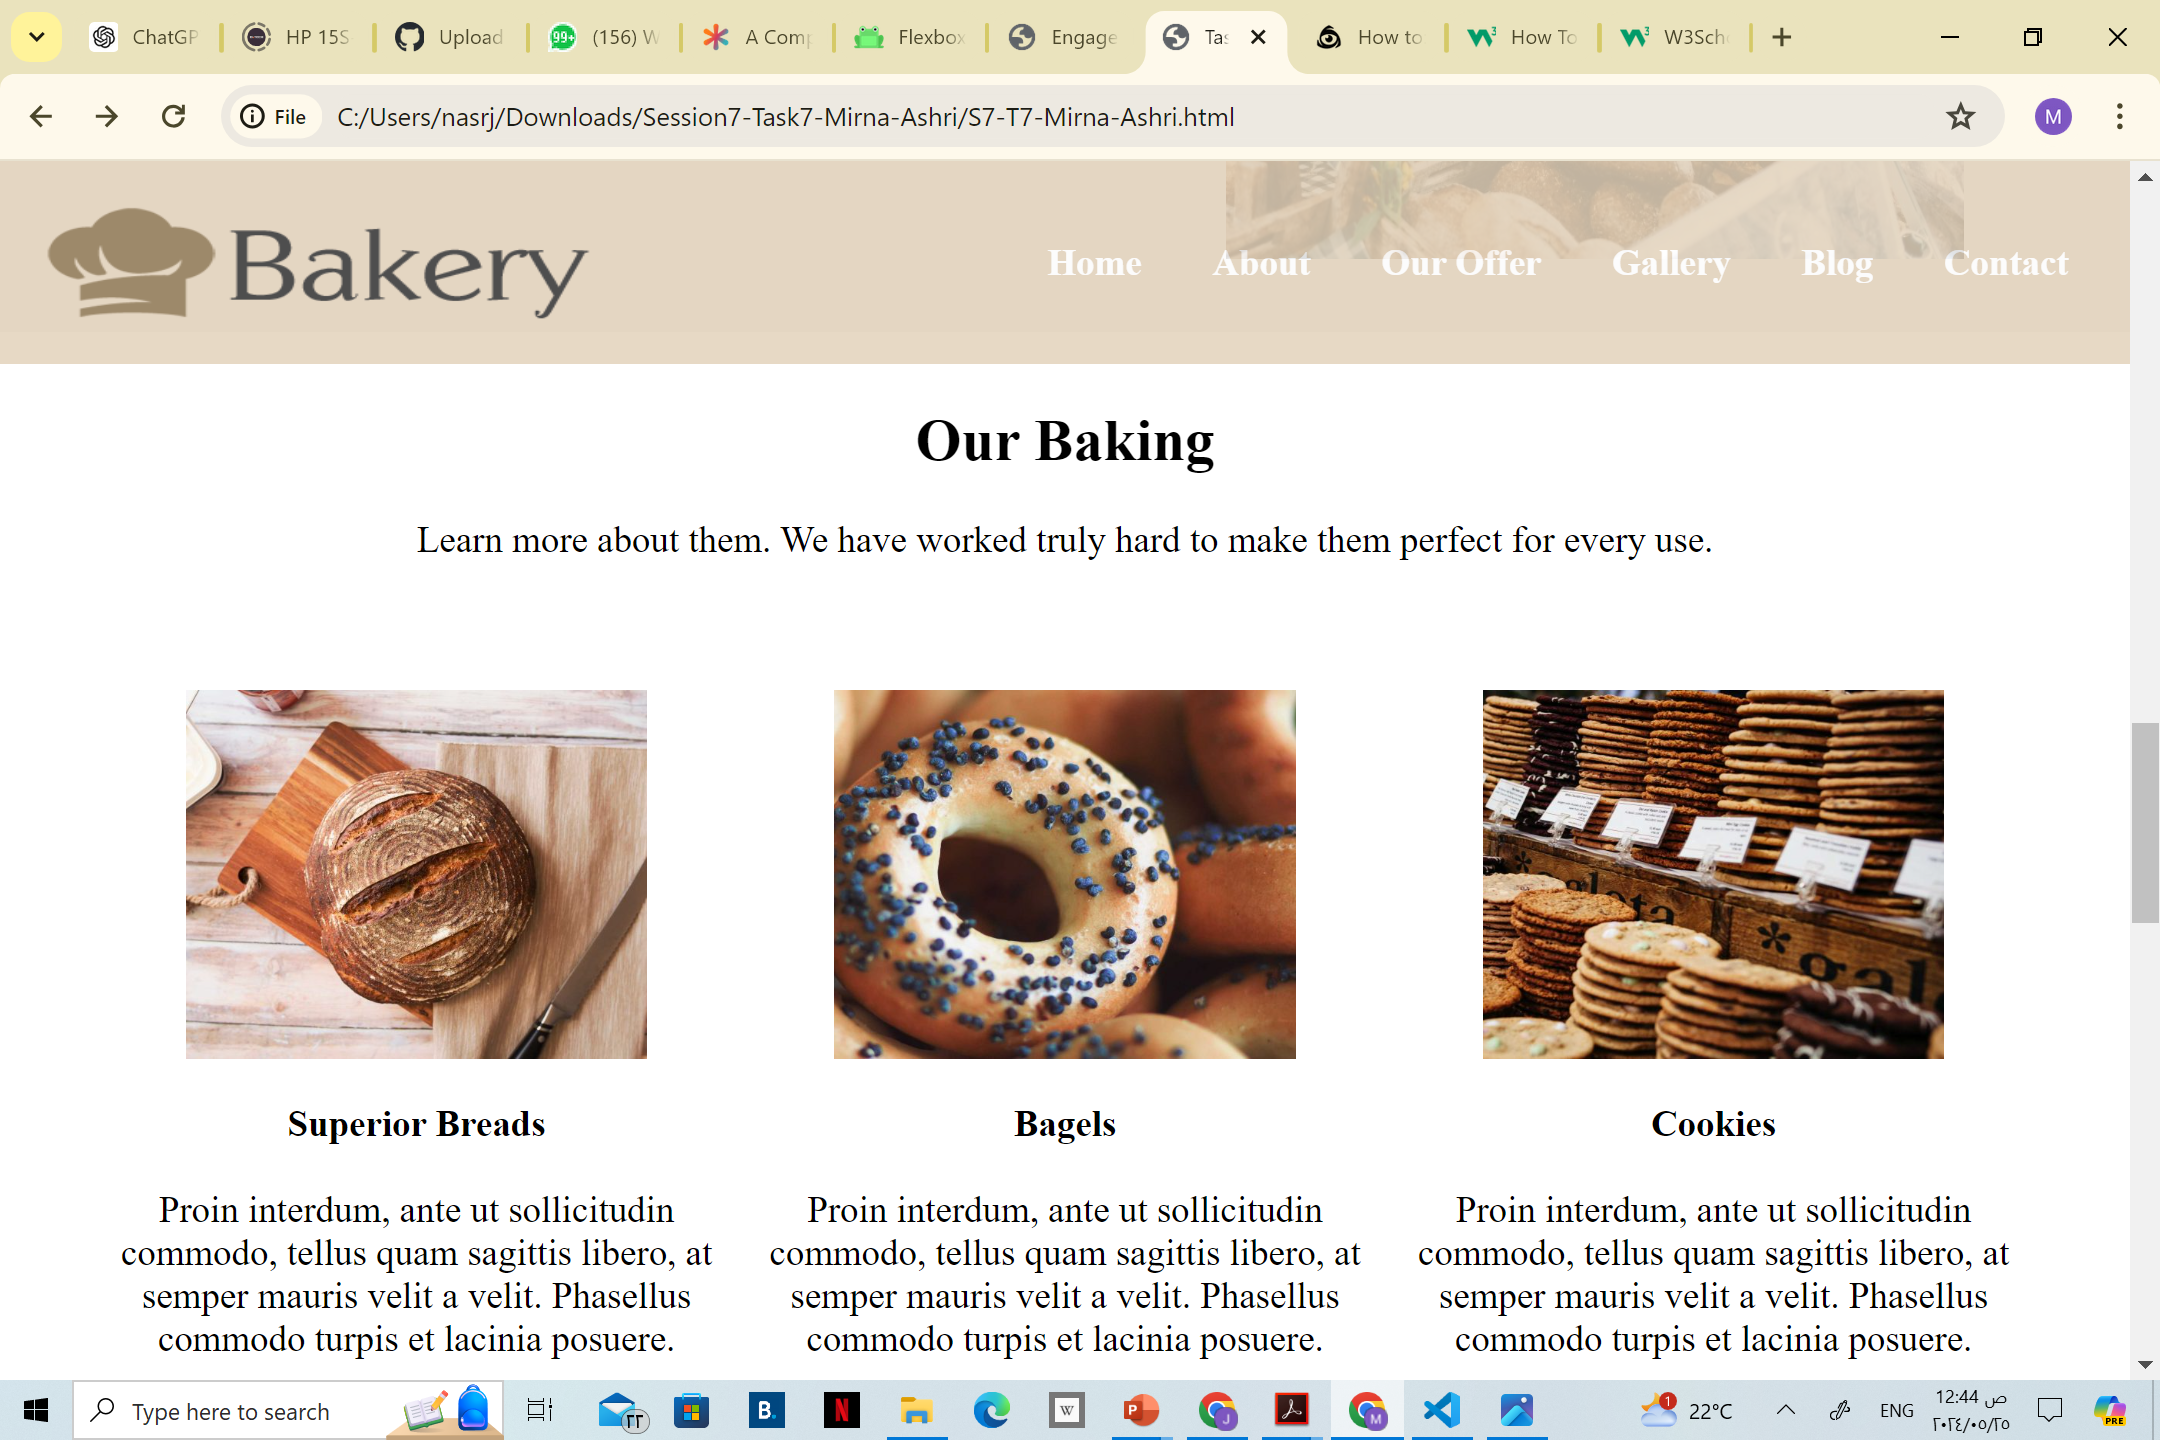 ChatGP
HP 15S
Upload
99+
(156) W
A Comp
Flexbox
Engage
Tas
How to
How To
W3Sch
File
C:/Users/nasrj/Downloads/Session7-Task7-Mirna-Ashri/S7-T7-Mirna-Ashri.html
M
Bakery
Home
About
Our Offer
Gallery
Blog
Contact
Our Baking
Learn more about them. We have worked truly hard to make them perfect for every use.
*gal
Superior Breads
Bagels
Cookies
Proin interdum, ante ut sollicitudin
commodo, tellus quam sagittis libero, at
semper mauris velit a velit. Phasellus
commodo turpis et lacinia posuere.
Proin interdum, ante ut sollicitudin
commodo, tellus quam sagittis libero, at
semper mauris velit a velit. Phasellus
commodo turpis et lacinia posuere.
Proin interdum, ante ut sollicitudin
commodo, tellus quam sagittis libero, at
semper mauris velit a velit. Phasellus
commodo turpis et lacinia posuere.
Type here to search
٢٢
B.
N
W
P
J
M
1
22°C
ENG
12:44 ص
٢٠٢٤/٠٥/٢٥
PRE